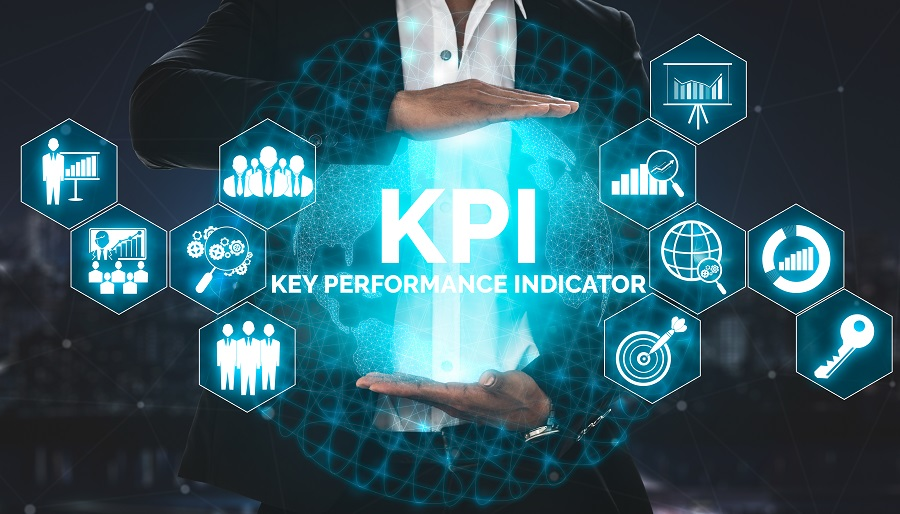 KPI
KEY PERFORMANCE INDICATOR